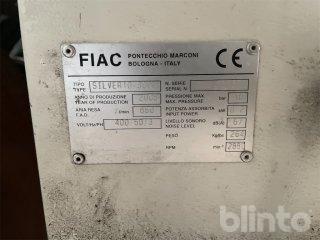 FIAC PONTECCHIO MARCONI
BOLOGNA - ITALY
CE
TIPO
TYPE SILVER
N. SERIE
SERIAL N.
ANNO DI PRODUZIONE
YEAR OF PRODUCTION
PRESSIONE MAX.
PRESSURE MAX. bar
ARIA RESA
F.A.D. l/min
POTENZA ASSORBITA
INPUT POWER
VOLT/Hz/PH 400
LIVELLO SONORO
NOISE LEVEL dB(A) 67
PESO Kg 264
RPM min
blinto